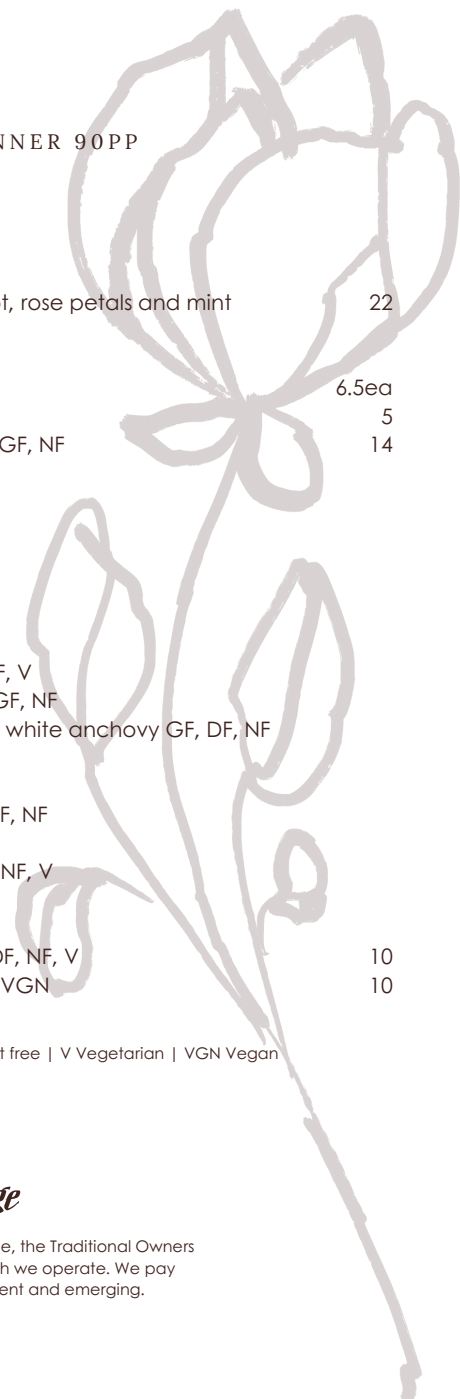 NNER 90PP
t, rose petals and mint 22
6.5ea
5
GF, NF 14
F, V
GF, NF
white anchovy GF, DF, NF
F, NF
NF, V
DF, NF, V 10
VGN 10
t free | V Vegetarian | VGN Vegan
ge
e, the Traditional Owners
h we operate. We pay
ent and emerging.